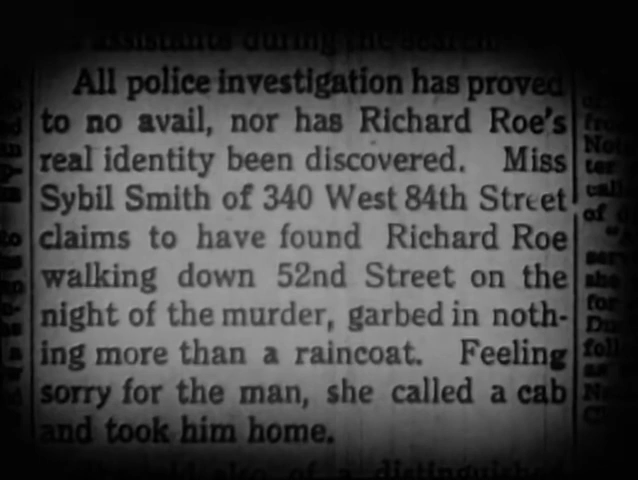 assistants during the search.
All police investigation has proved
to no avail, nor has Richard Roe's
real identity been discovered. Miss
Sybil Smith of 340 West 84th Street
claims to have found Richard Roe
walking down 52nd Street on the
night of the murder, garbed in noth-
ing more than a raincoat. Feeling
sorry for the man, she called a cab
and took him home.
also of a distinguished